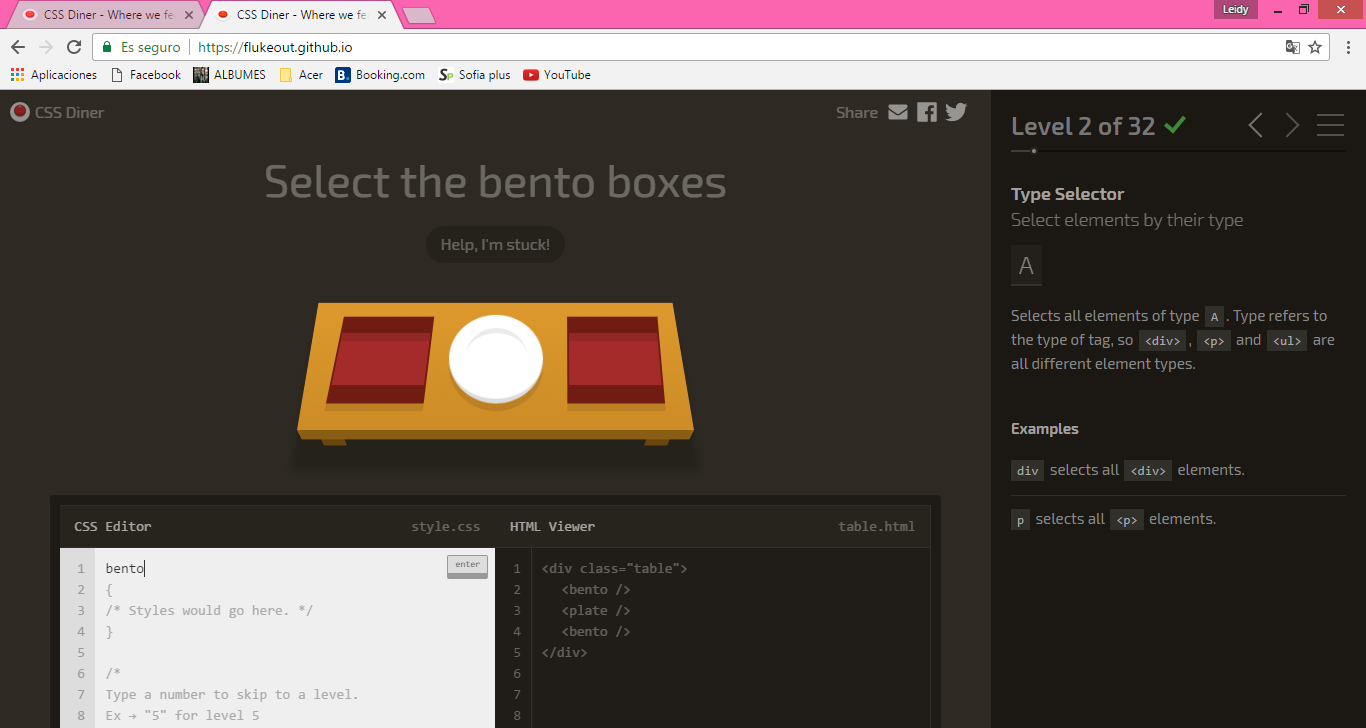 CSS Diner - Where we fe
CSS Diner - Where we fe
Leidy
Es seguro
https://flukeout.github.io
Aplicaciones
Facebook
ALBUMES
Acer
B.
Booking.com
Sp
Sofia plus
YouTube
CSS Diner
Share
Select the bento boxes
Help, I'm stuck!
CSS Editor
style.css
HTML Viewer
table.html
enter
1 bento
2 {
3 /* Styles would go here. */
4 }
5
6 /*
7 Type a number to skip to a level.
8 Ex → "5" for level 5
1 <div class="table">
2 <bento />
3 <plate />
4 <bento />
5 </div>
6
7
8
Level 2 of 32
Type Selector
Select elements by their type
A
Selects all elements of type A . Type refers to
the type of tag, so <div> , <p> and <ul> are
all different element types.
Examples
div selects all <div> elements.
p selects all <p> elements.